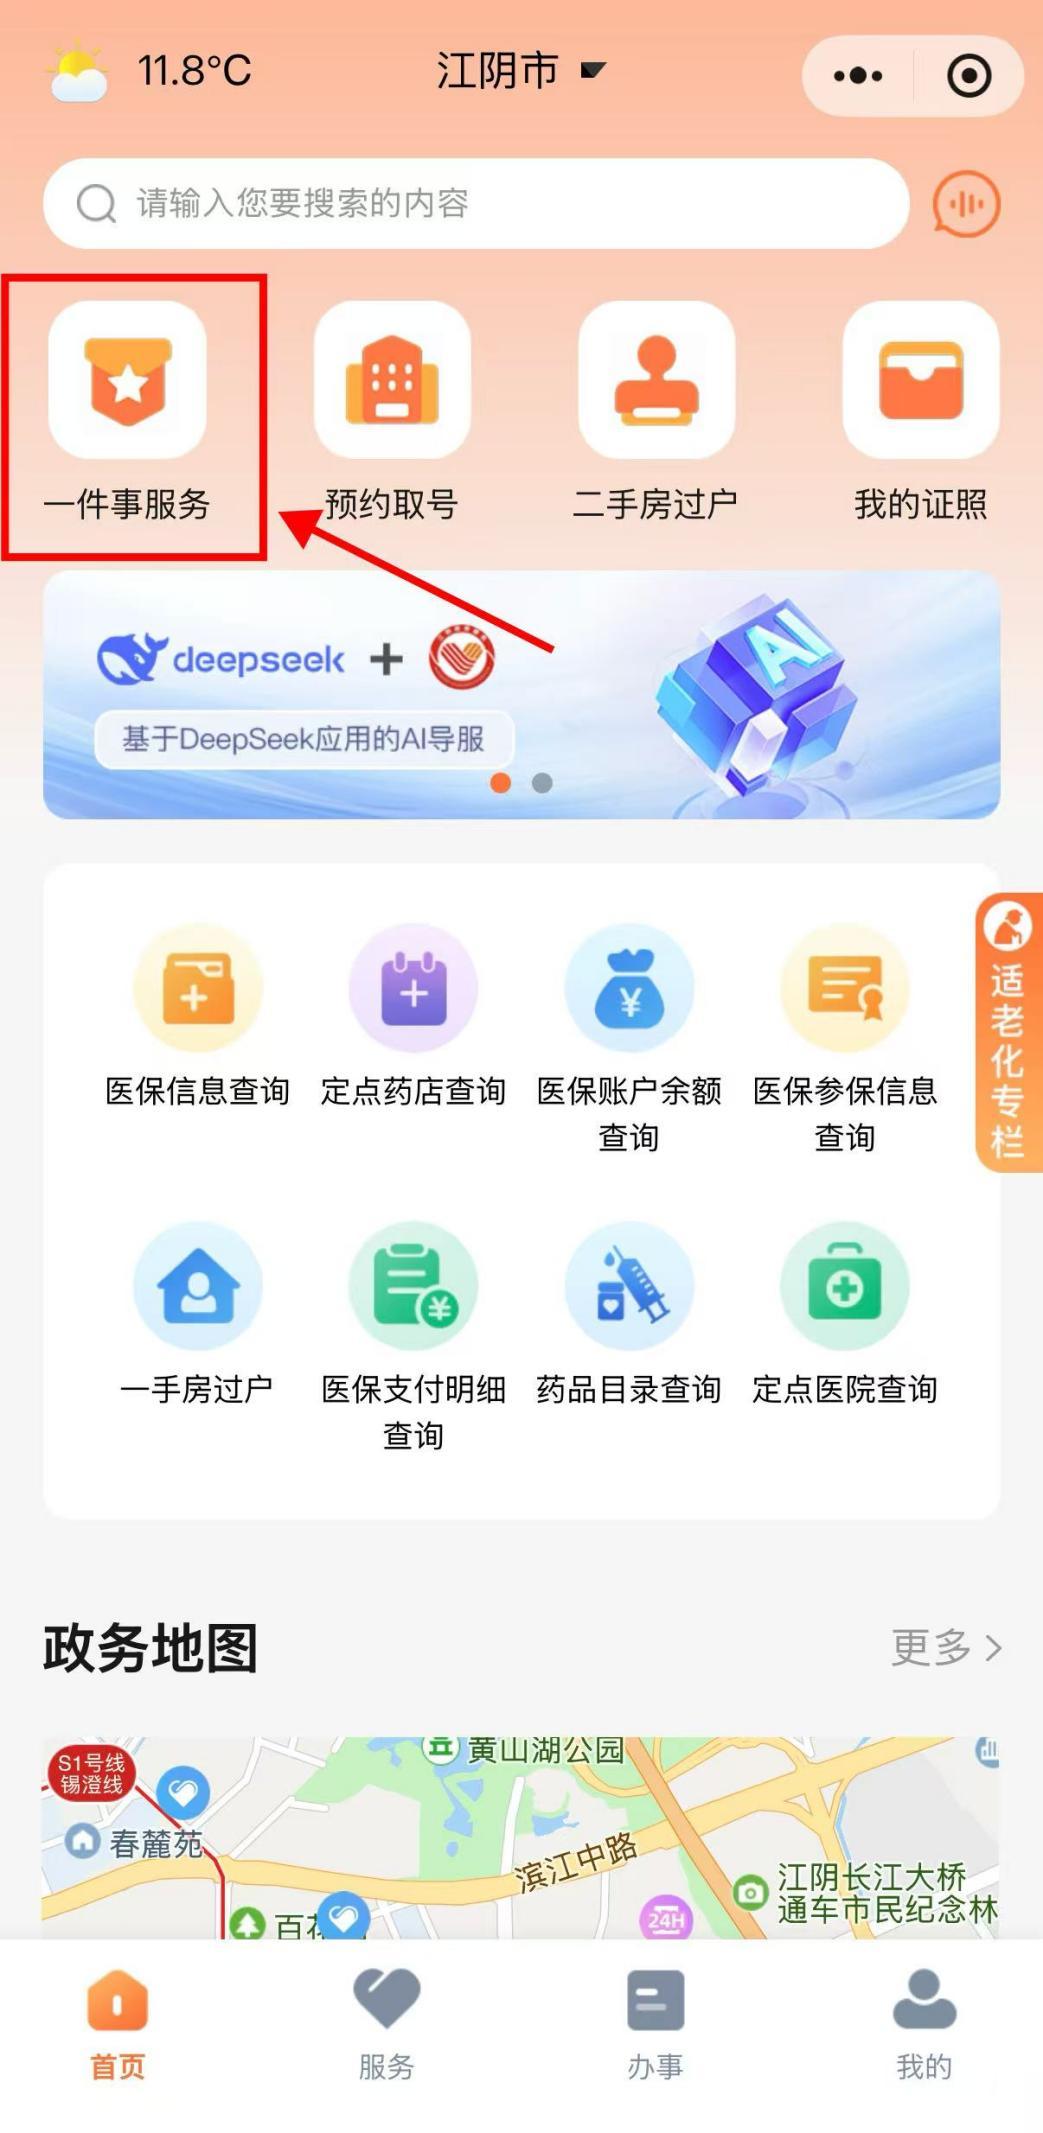 11.8°C
江阴市
请输入您要搜索的内容
一件事服务
预约取号
二手房过户
我的证照
deepseek +
AI
基于DeepSeek应用的AI导服
适老化专栏
医保信息查询
定点药店查询
医保账户余额
查询
医保参保信息
查询
一手房过户
医保支付明细
查询
药品目录查询
定点医院查询
政务地图
更多
S1号线
锡澄线
黄山湖公园
春麓苑
滨江中路
江阴长江大桥
通车市民纪念林
百花
24H
首页
服务
办事
我的